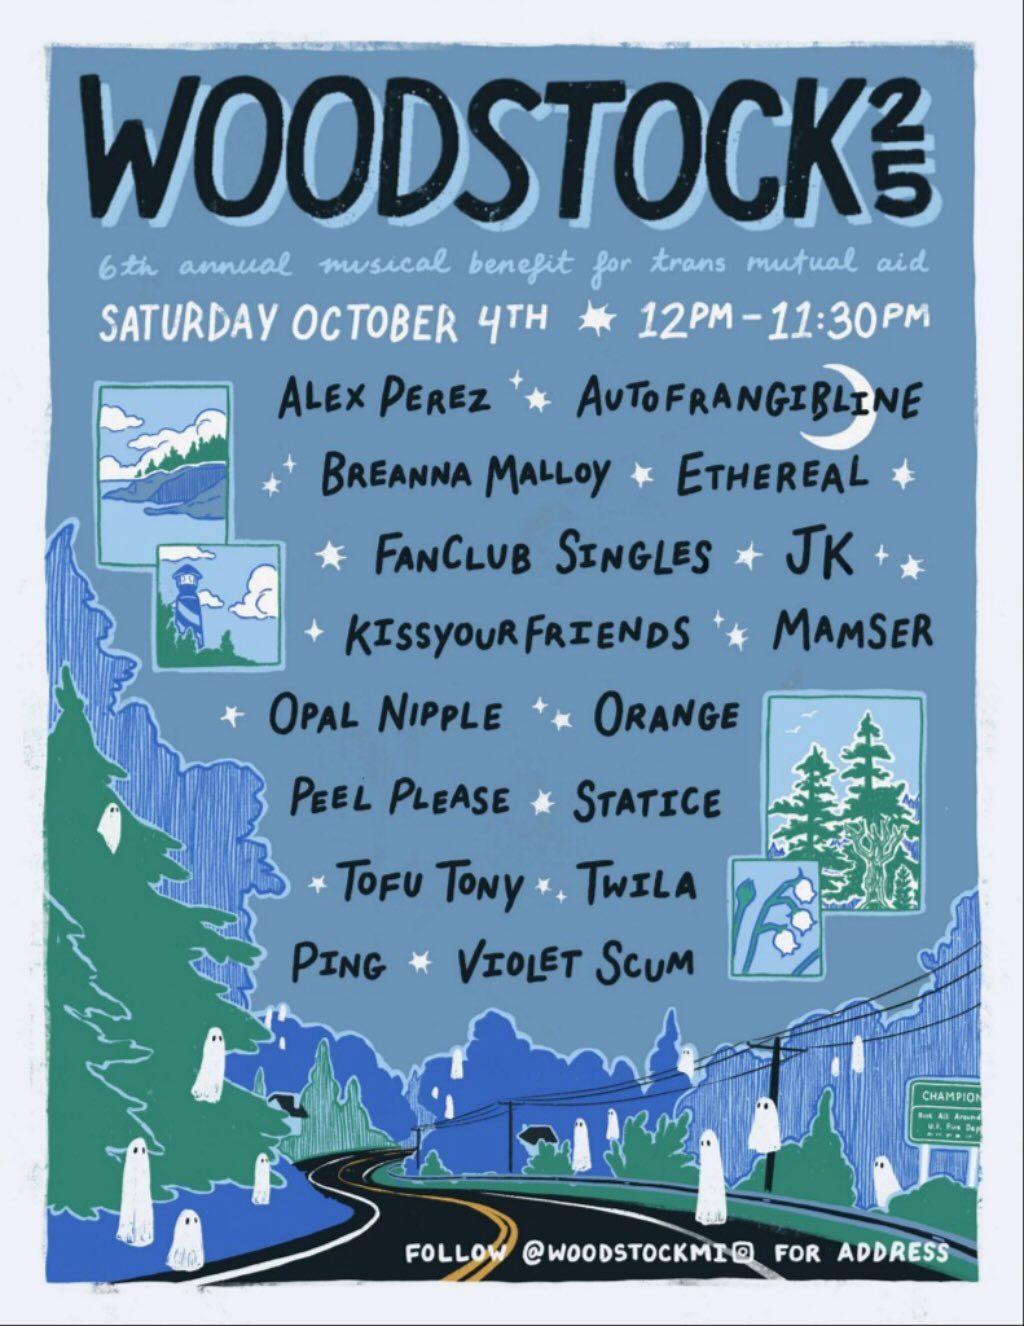 WOODSTOCK 25
6th annual musical benefit for trans mutual aid
SATURDAY OCTOBER 4TH 12PM-11:30PM
ALEX PEREZ AUTOFRANGIBLINE
BREANNA MALLOY ETHEREAL
FANCLUB SINGLES JK
KISSYOURFRIENDS MAMSER
OPAL NIPPLE ORANGE
PEEL PLEASE STATICE
TOFU TONY TWILA
PING VIOLET SCUM
CHAMPION
All Around
U.P.
FOLLOW @WOODSTOCKMI FOR ADDRESS